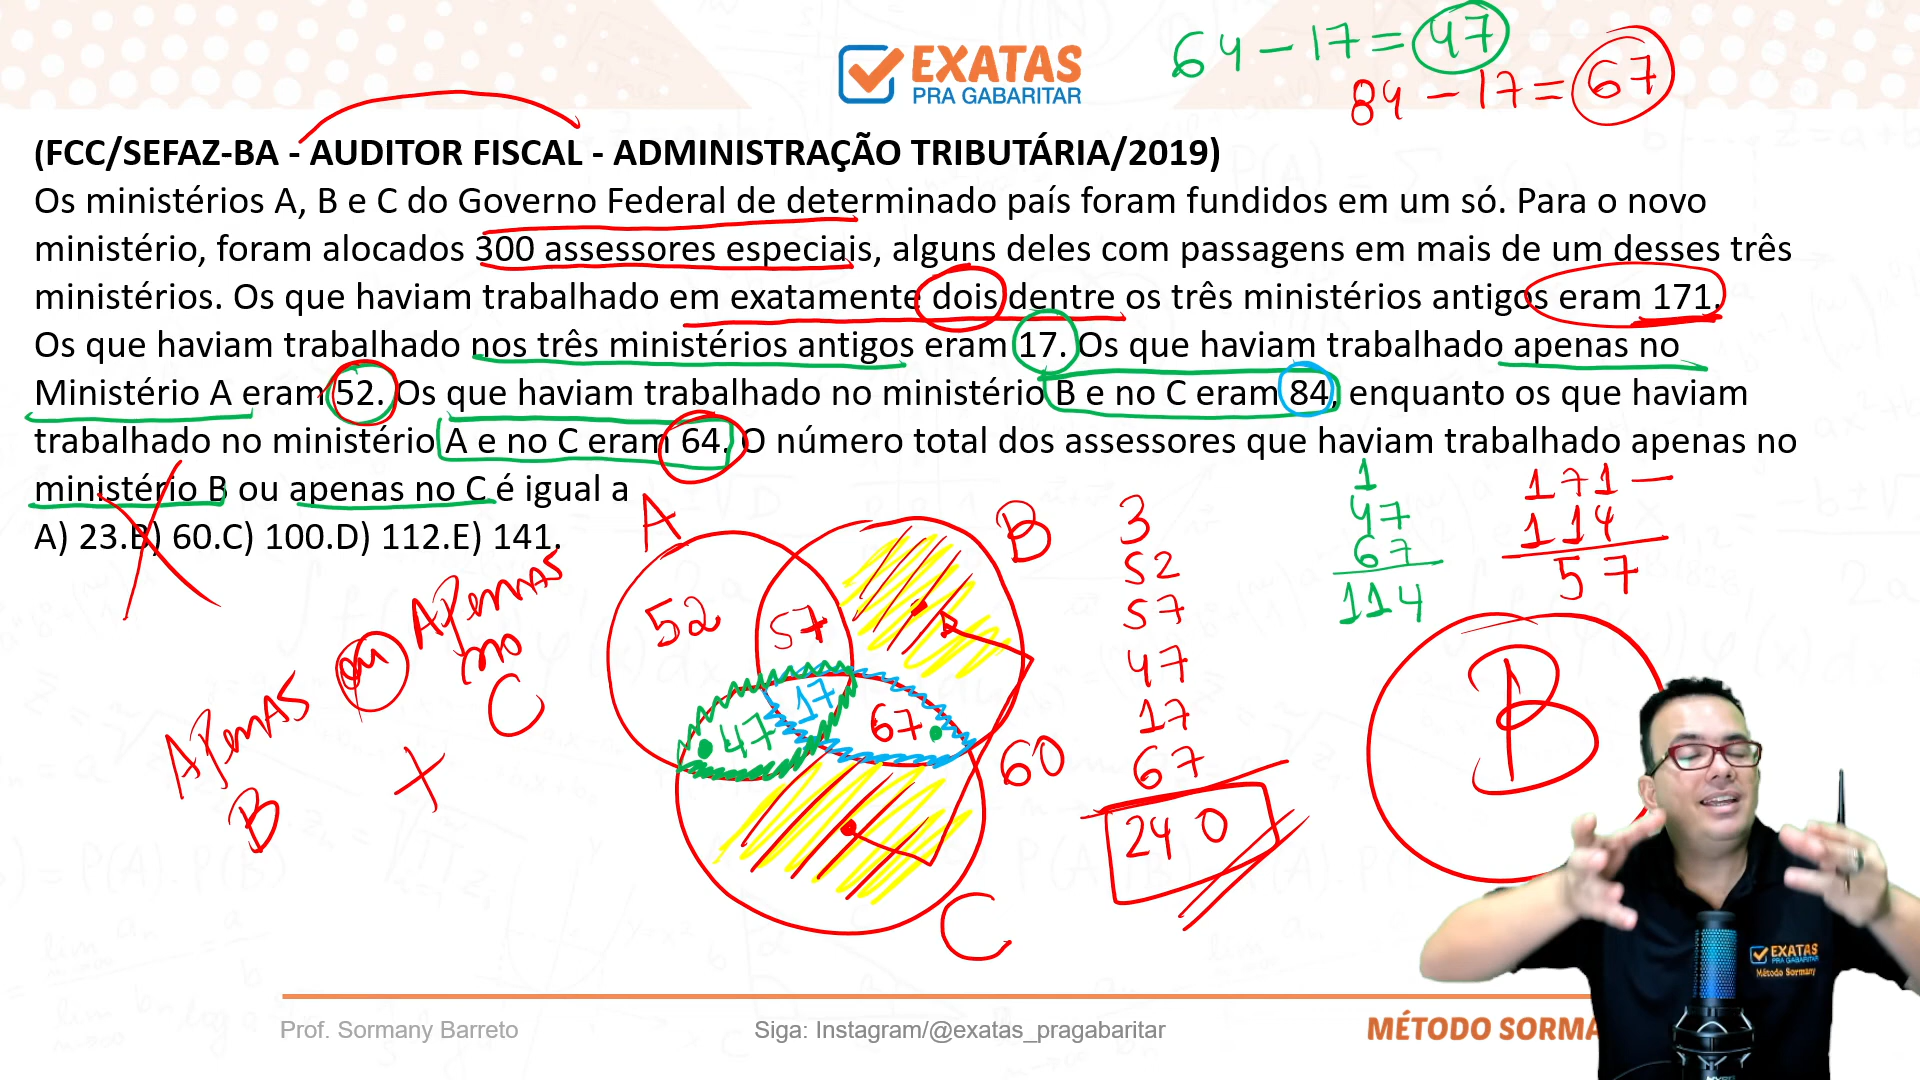 64 - 17 = 47
84 - 17 = 67
EXATAS
PRA GABARITAR
(FCC/SEFAZ-BA - AUDITOR FISCAL - ADMINISTRAÇÃO TRIBUTÁRIA/2019)
Os ministérios A, B e C do Governo Federal de determinado país foram fundidos em um só. Para o novo
ministério, foram alocados 300 assessores especiais, alguns deles com passagens em mais de um desses três
ministérios. Os que haviam trabalhado em exatamente dois dentre os três ministérios antigos eram 171.
Os que haviam trabalhado nos três ministérios antigos eram 17. Os que haviam trabalhado apenas no
Ministério A eram 52. Os que haviam trabalhado no ministério B e no C eram 84, enquanto os que haviam
trabalhado no ministério A e no C eram 64. O número total dos assessores que haviam trabalhado apenas no
ministério B ou apenas no C é igual a
A) 23.B) 60.C) 100.D) 112.E) 141.
A
B
52
57
17
47
67
C
60
APENAS
B
ou
+
APENAS
no
C
3
52
57
47
17
67
240
1
47
67
114
171 -
114
57
B
EXATAS
PRA GABARITAR
Método Sormany
Prof. Sormany Barreto
Siga: Instagram/@exatas_pragabaritar
MÉTODO SORMA